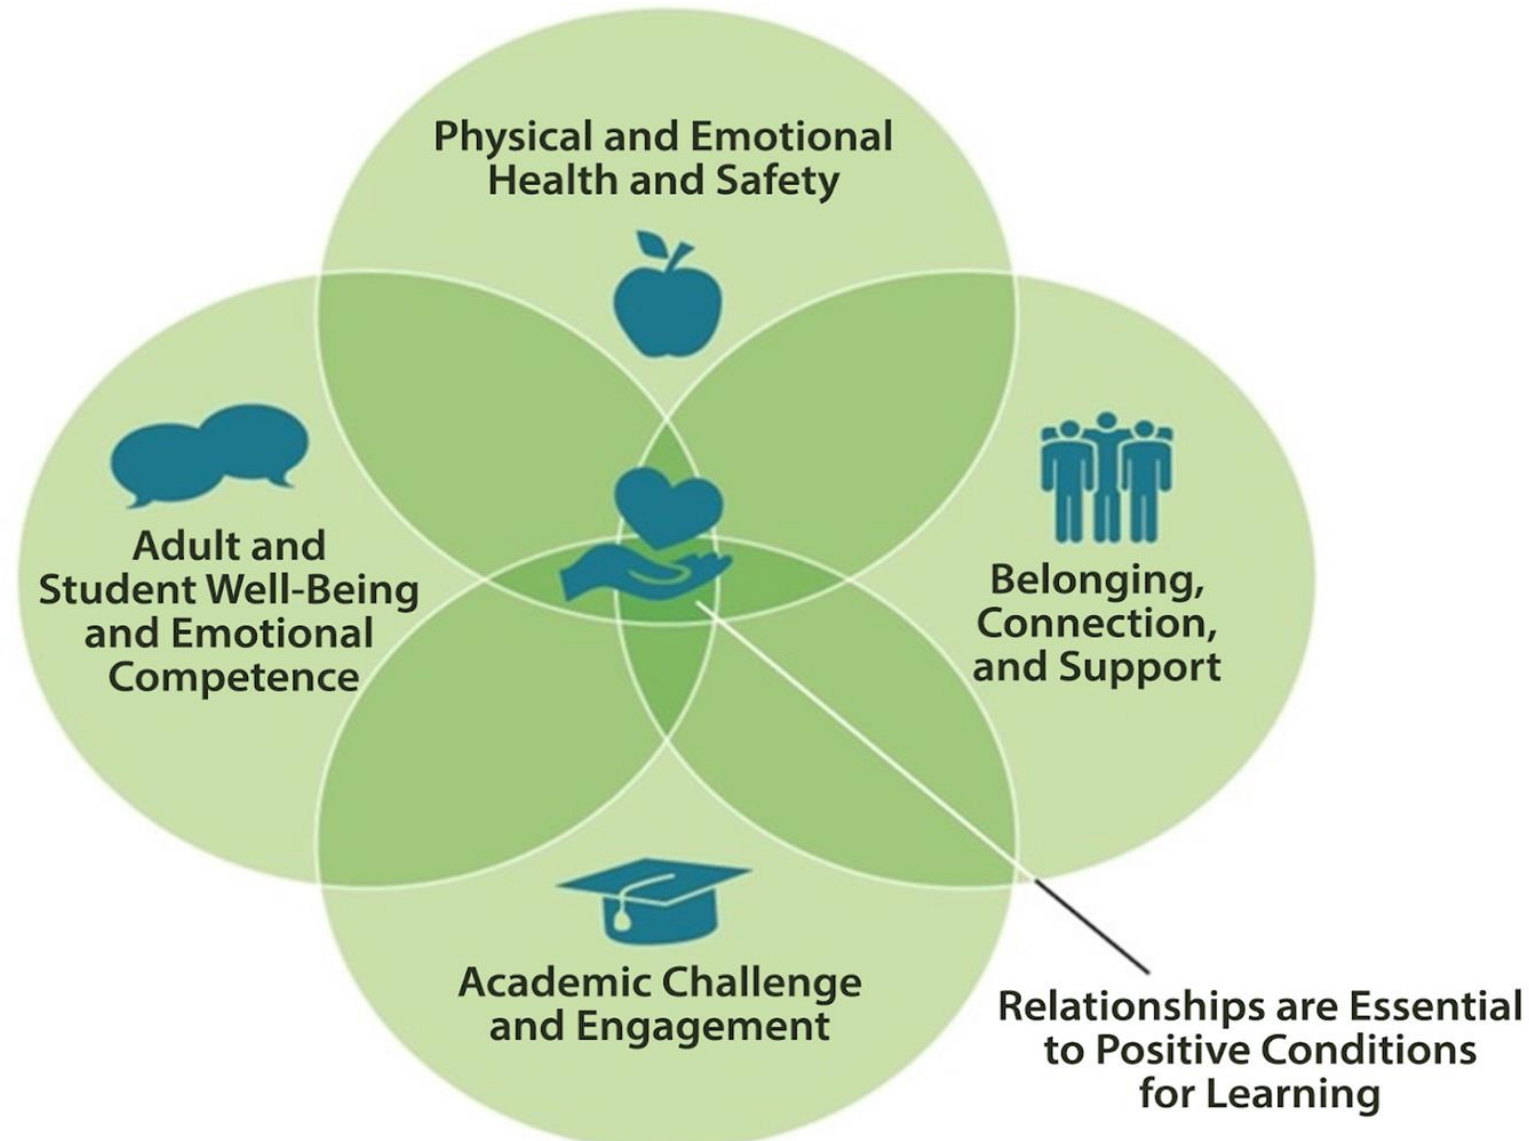 Physical and Emotional
Health and Safety
Adult and
Student Well-Being
and Emotional
Competence
Belonging,
Connection,
and Support
Academic Challenge
and Engagement
Relationships are Essential
to Positive Conditions
for Learning